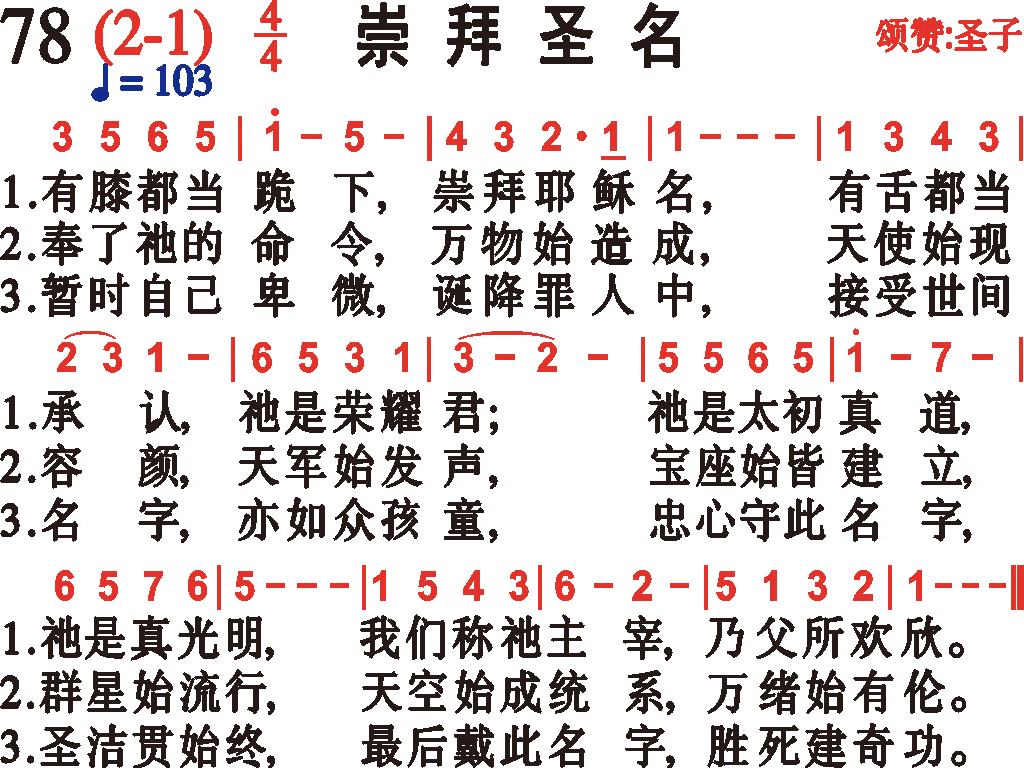 78 (2-1) 4/4 崇拜圣名 颂赞:圣子
♩= 103
3 5 6 5 | i̇ - 5 - | 4 3 2 · 1 | 1 - - - | 1 3 4 3 |
1.有膝都当跪下, 崇拜耶稣名, 有舌都当
2.奉了祂的命令, 万物始造成, 天使始现
3.暂时自己卑微, 诞降罪人中, 接受世间
2 3 1 - | 6 5 3 1 | 3 - 2 - | 5 5 6 5 | i̇ - 7 - |
1.承认, 祂是荣耀君; 祂是太初真道,
2.容颜, 天军始发声, 宝座始皆建立,
3.名字, 亦如众孩童, 忠心守此名字,
6 5 7 6 | 5 - - - | 1 5 4 3 | 6 - 2 - | 5 1 3 2 | 1 - - - ‖
1.祂是真光明, 我们称祂主宰, 乃父所欢欣。
2.群星始流行, 天空始成统系, 万绪始有伦。
3.圣洁贯始终, 最后戴此名字, 胜死建奇功。